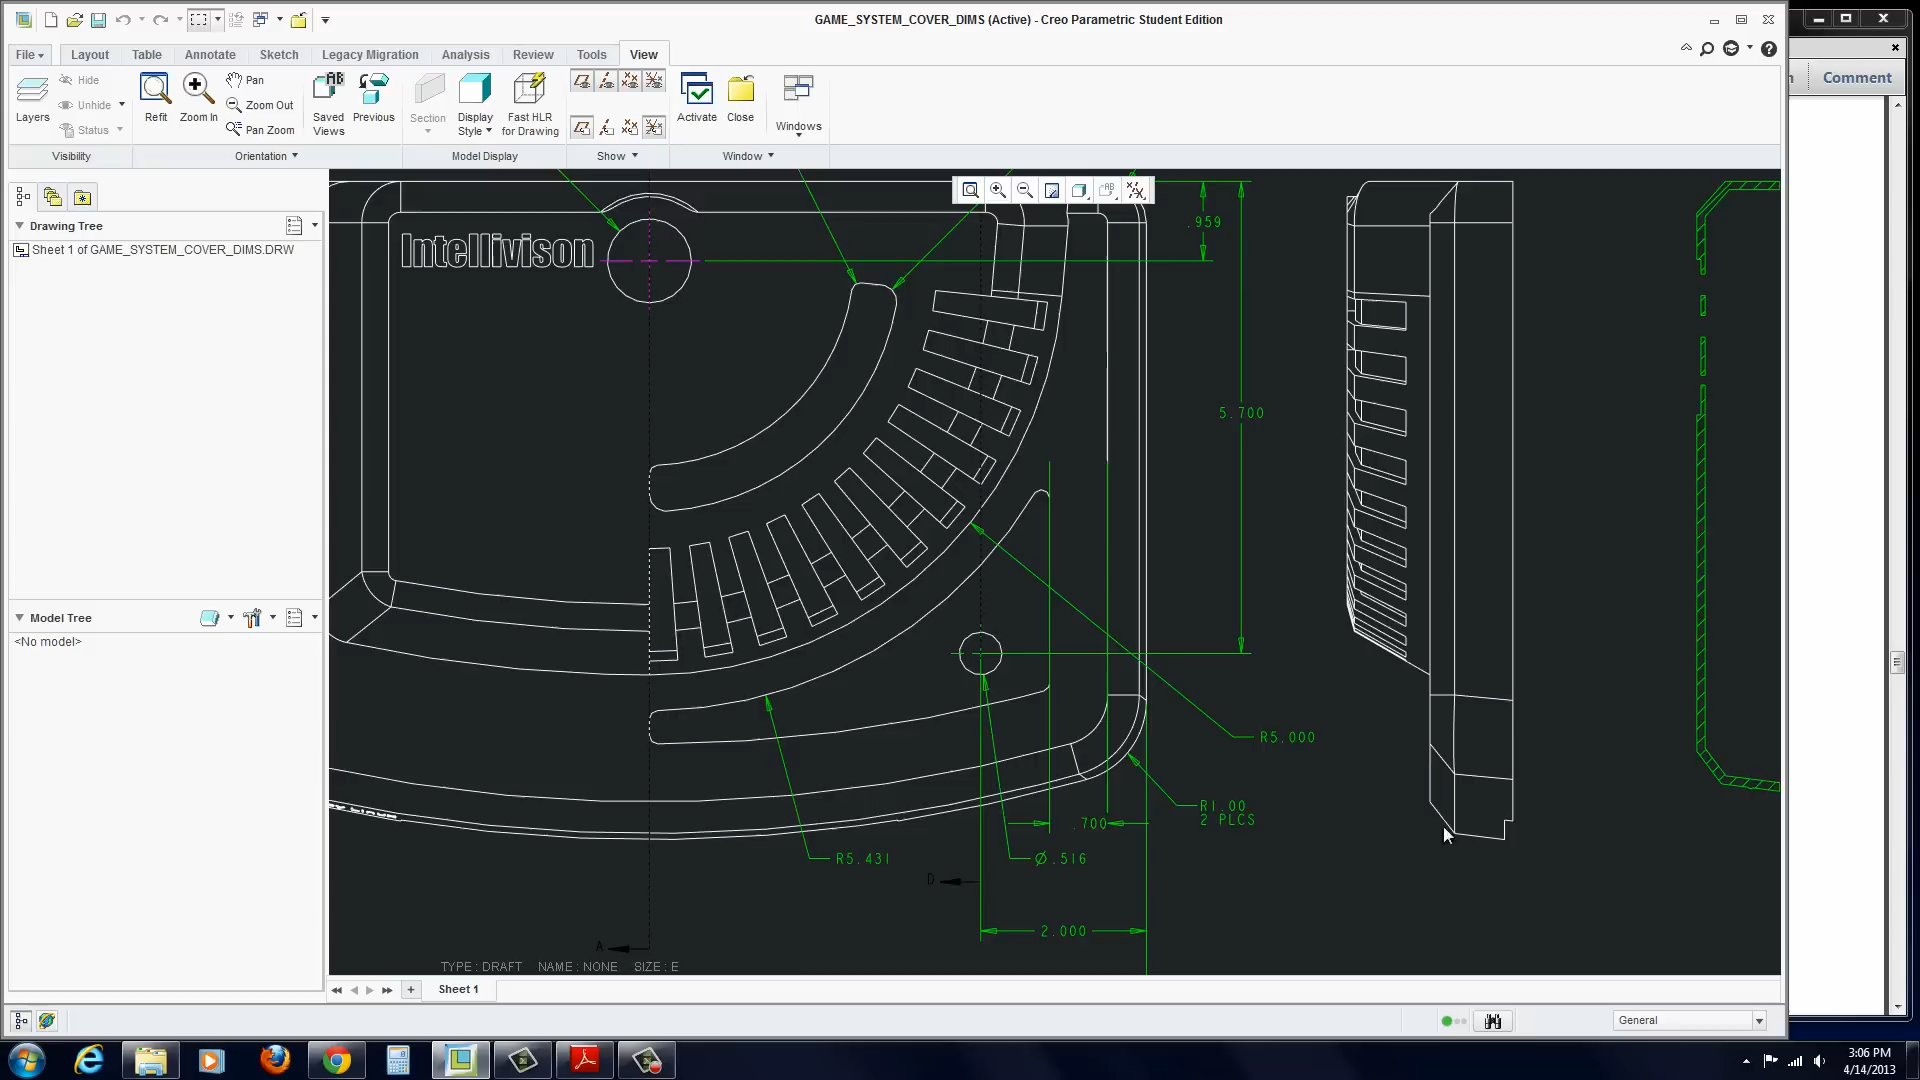 GAME_SYSTEM_COVER_DIMS (Active) - Creo Parametric Student Edition
File
Layout
Table
Annotate
Sketch
Legacy Migration
Analysis
Review
Tools
View
Comment
Layers
Hide
Unhide
Status
Refit
Zoom In
Pan
Zoom Out
Pan Zoom
Saved Views
Previous
Section
Display Style
Fast HLR for Drawing
Activate
Close
Windows
Visibility
Orientation
Model Display
Show
Window
Drawing Tree
Sheet 1 of GAME_SYSTEM_COVER_DIMS.DRW
Model Tree
<No model>
Intellivison
.959
5.700
R5.000
R1.00
2 PLCS
.700
R5.431
Ø.516
D
2.000
A
TYPE : DRAFT NAME : NONE SIZE : E
Sheet 1
General
3:06 PM
4/14/2013